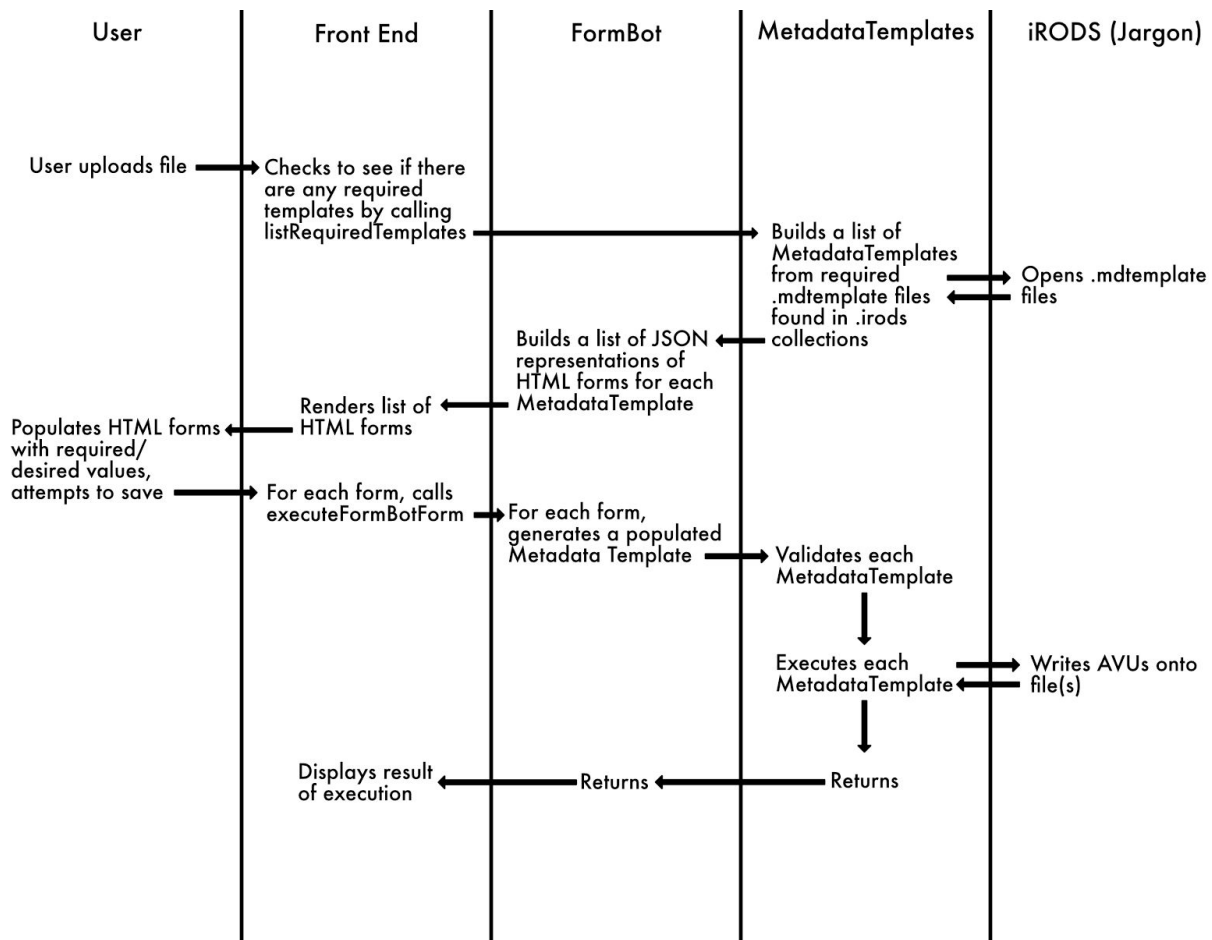 User
Front End
FormBot
MetadataTemplates
iRODS (Jargon)
User uploads file
Checks to see if there
are any required
templates by calling
listRequiredTemplates
Builds a list of
MetadataTemplates
from required
.mdtemplate files
found in .irods
collections
Opens .mdtemplate
files
Builds a list of JSON
representations of
HTML forms for each
MetadataTemplate
Renders list of
HTML forms
Populates HTML forms
with required/
desired values,
attempts to save
For each form, calls
executeFormBotForm
For each form,
generates a populated
Metadata Template
Validates each
MetadataTemplate
Executes each
MetadataTemplate
Writes AVUs onto
file(s)
Returns
Returns
Displays result
of execution